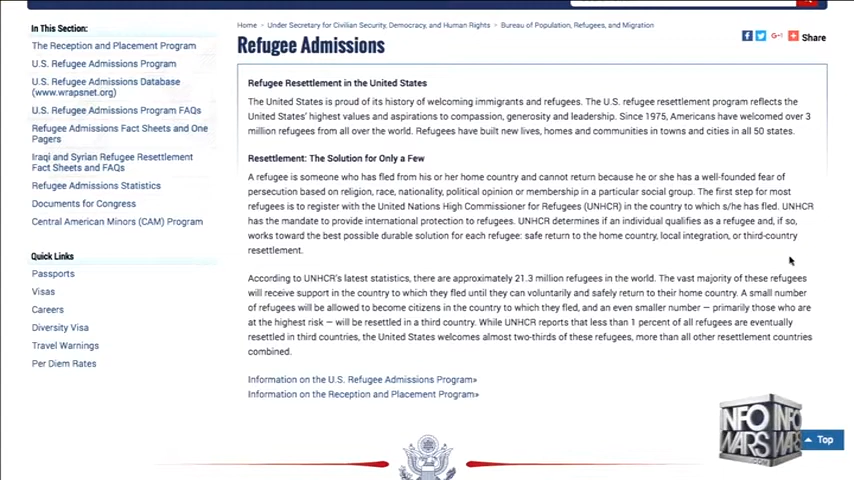 Home » Under Secretary for Civilian Security, Democracy, and Human Rights » Bureau of Population, Refugees, and Migration
In This Section:
The Reception and Placement Program
U.S. Refugee Admissions Program
U.S. Refugee Admissions Database
(www.wrapsnet.org)
U.S. Refugee Admissions Program FAQs
Refugee Admissions Fact Sheets and One
Pagers
Iraqi and Syrian Refugee Resettlement
Fact Sheets and FAQs
Refugee Admissions Statistics
Documents for Congress
Central American Minors (CAM) Program
Quick Links
Passports
Visas
Careers
Diversity Visa
Travel Warnings
Per Diem Rates
Refugee Admissions
G+
Share
Refugee Resettlement in the United States
The United States is proud of its history of welcoming immigrants and refugees. The U.S. refugee resettlement program reflects the
United States' highest values and aspirations to compassion, generosity and leadership. Since 1975, Americans have welcomed over 3
million refugees from all over the world. Refugees have built new lives, homes and communities in towns and cities in all 50 states.
Resettlement: The Solution for Only a Few
A refugee is someone who has fled from his or her home country and cannot return because he or she has a well-founded fear of
persecution based on religion, race, nationality, political opinion or membership in a particular social group. The first step for most
refugees is to register with the United Nations High Commissioner for Refugees (UNHCR) in the country to which s/he has fled. UNHCR
has the mandate to provide international protection to refugees. UNHCR determines if an individual qualifies as a refugee and, if so,
works toward the best possible durable solution for each refugee: safe return to the home country, local integration, or third-country
resettlement.
According to UNHCR's latest statistics, there are approximately 21.3 million refugees in the world. The vast majority of these refugees
will receive support in the country to which they fled until they can voluntarily and safely return to their home country. A small number
of refugees will be allowed to become citizens in the country to which they fled, and an even smaller number — primarily those who are
at the highest risk — will be resettled in a third country. While UNHCR reports that less than 1 percent of all refugees are eventually
resettled in third countries, the United States welcomes almost two-thirds of these refugees, more than all other resettlement countries
combined.
Information on the U.S. Refugee Admissions Program»
Information on the Reception and Placement Program»
INFO INFO
WARS WARS
.COM
Top